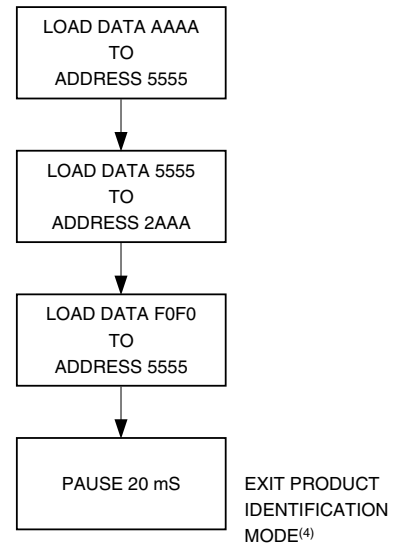 LOAD DATA AAAA
TO
ADDRESS 5555
LOAD DATA 5555
TO
ADDRESS 2AAA
LOAD DATA F0F0
TO
ADDRESS 5555
PAUSE 20 mS
EXIT PRODUCT
IDENTIFICATION
MODE(4)